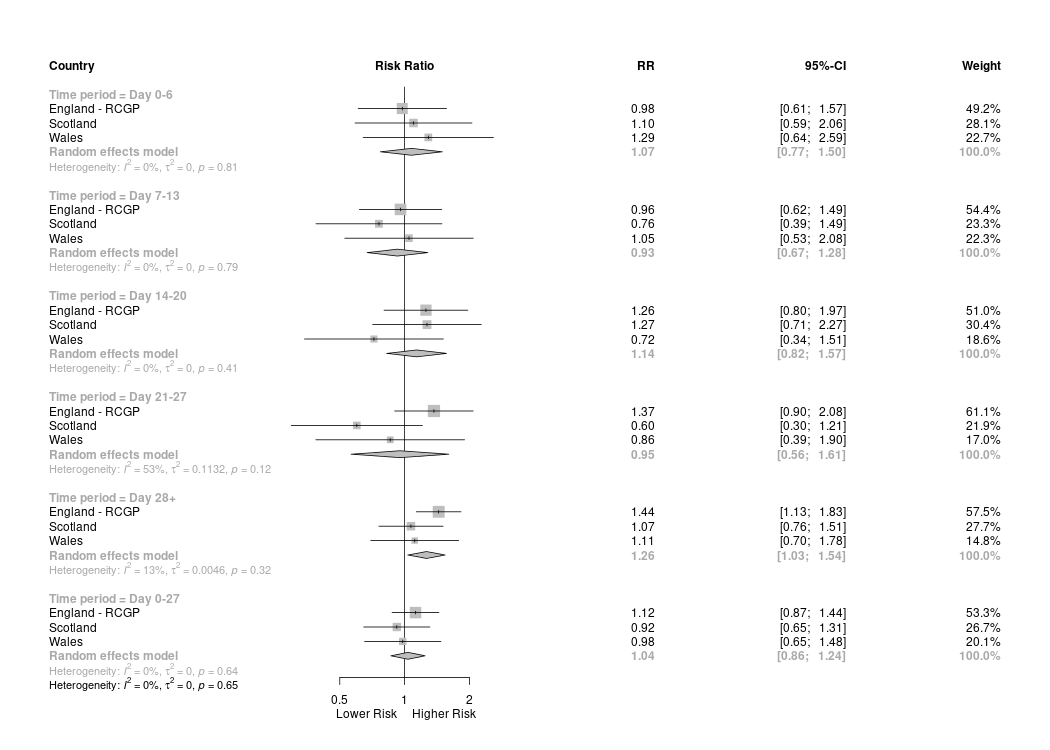 Country Risk Ratio RR 95%-CI Weight
Time period = Day 0-6
England - RCGP 0.98 [0.61; 1.57] 49.2%
Scotland 1.10 [0.59; 2.06] 28.1%
Wales 1.29 [0.64; 2.59] 22.7%
Random effects model 1.07 [0.77; 1.50] 100.0%
Heterogeneity: I² = 0%, τ² = 0, p = 0.81
Time period = Day 7-13
England - RCGP 0.96 [0.62; 1.49] 54.4%
Scotland 0.76 [0.39; 1.49] 23.3%
Wales 1.05 [0.53; 2.08] 22.3%
Random effects model 0.93 [0.67; 1.28] 100.0%
Heterogeneity: I² = 0%, τ² = 0, p = 0.79
Time period = Day 14-20
England - RCGP 1.26 [0.80; 1.97] 51.0%
Scotland 1.27 [0.71; 2.27] 30.4%
Wales 0.72 [0.34; 1.51] 18.6%
Random effects model 1.14 [0.82; 1.57] 100.0%
Heterogeneity: I² = 0%, τ² = 0, p = 0.41
Time period = Day 21-27
England - RCGP 1.37 [0.90; 2.08] 61.1%
Scotland 0.60 [0.30; 1.21] 21.9%
Wales 0.86 [0.39; 1.90] 17.0%
Random effects model 0.95 [0.56; 1.61] 100.0%
Heterogeneity: I² = 53%, τ² = 0.1132, p = 0.12
Time period = Day 28+
England - RCGP 1.44 [1.13; 1.83] 57.5%
Scotland 1.07 [0.76; 1.51] 27.7%
Wales 1.11 [0.70; 1.78] 14.8%
Random effects model 1.26 [1.03; 1.54] 100.0%
Heterogeneity: I² = 13%, τ² = 0.0046, p = 0.32
Time period = Day 0-27
England - RCGP 1.12 [0.87; 1.44] 53.3%
Scotland 0.92 [0.65; 1.31] 26.7%
Wales 0.98 [0.65; 1.48] 20.1%
Random effects model 1.04 [0.86; 1.24] 100.0%
Heterogeneity: I² = 0%, τ² = 0, p = 0.64
Heterogeneity: I² = 0%, τ² = 0, p = 0.65
0.5 1 2
Lower Risk Higher Risk